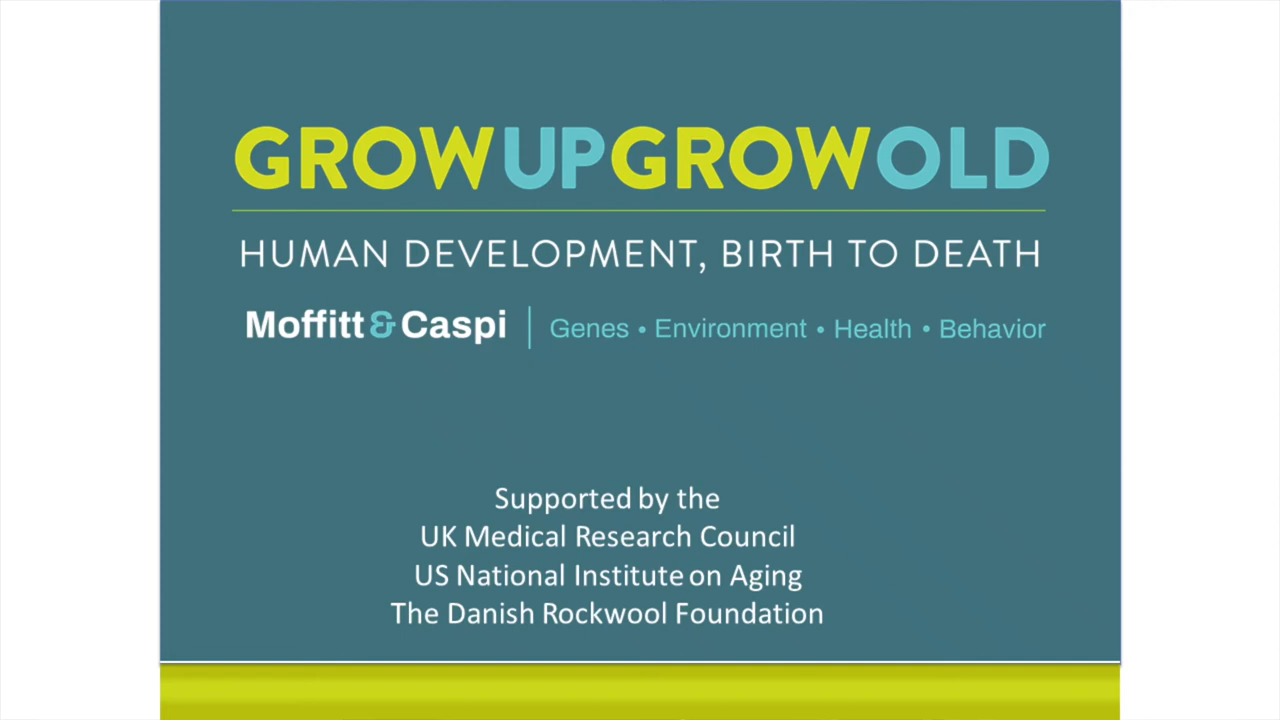 GROWUPGROWOLD
HUMAN DEVELOPMENT, BIRTH TO DEATH
Moffitt & Caspi | Genes • Environment • Health • Behavior
Supported by the
UK Medical Research Council
US National Institute on Aging
The Danish Rockwool Foundation